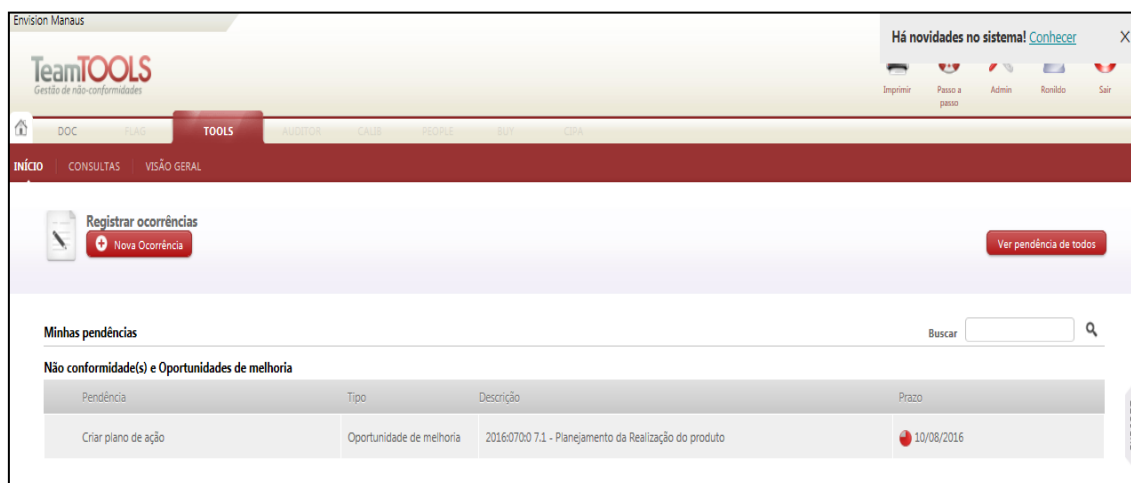 Envision Manaus
Há novidades no sistema! Conhecer X
TeamTOOLS
Gestão de não-conformidades
Imprimir Passo a passo Admin Ronildo Sair
DOC FLAG TOOLS AUDITOR CALIB PEOPLE BUY CIPA
INÍCIO CONSULTAS VISÃO GERAL
Registrar ocorrências
Nova Ocorrência
Ver pendência de todos
Minhas pendências Buscar
Não conformidade(s) e Oportunidades de melhoria
Pendência Tipo Descrição Prazo
Criar plano de ação Oportunidade de melhoria 2016:070:0 7.1 - Planejamento da Realização do produto 10/08/2016